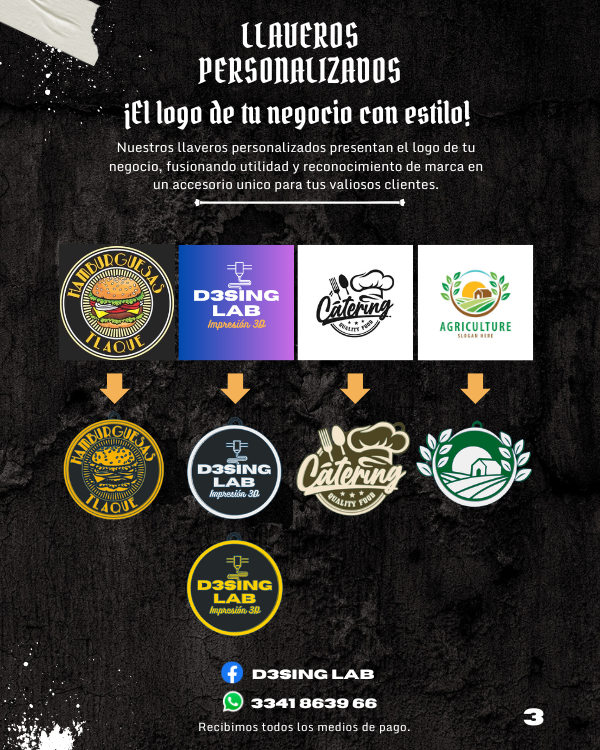 LLAVEROS
PERSONALIZADOS
¡El logo de tu negocio con estilo!
Nuestros llaveros personalizados presentan el logo de tu
negocio, fusionando utilidad y reconocimiento de marca en
un accesorio unico para tus valiosos clientes.
HAMBURGUESAS
TLAQUE
D3SING
LAB
Impresión 3D
Catering
QUALITY FOOD
AGRICULTURE
SLOGAN HERE
HAMBURGUESAS
TLAQUE
D3SING
LAB
Impresión 3D
Catering
QUALITY FOOD
D3SING
LAB
Impresión 3D
D3SING LAB
3341 8639 66
Recibimos todos los medios de pago.
3